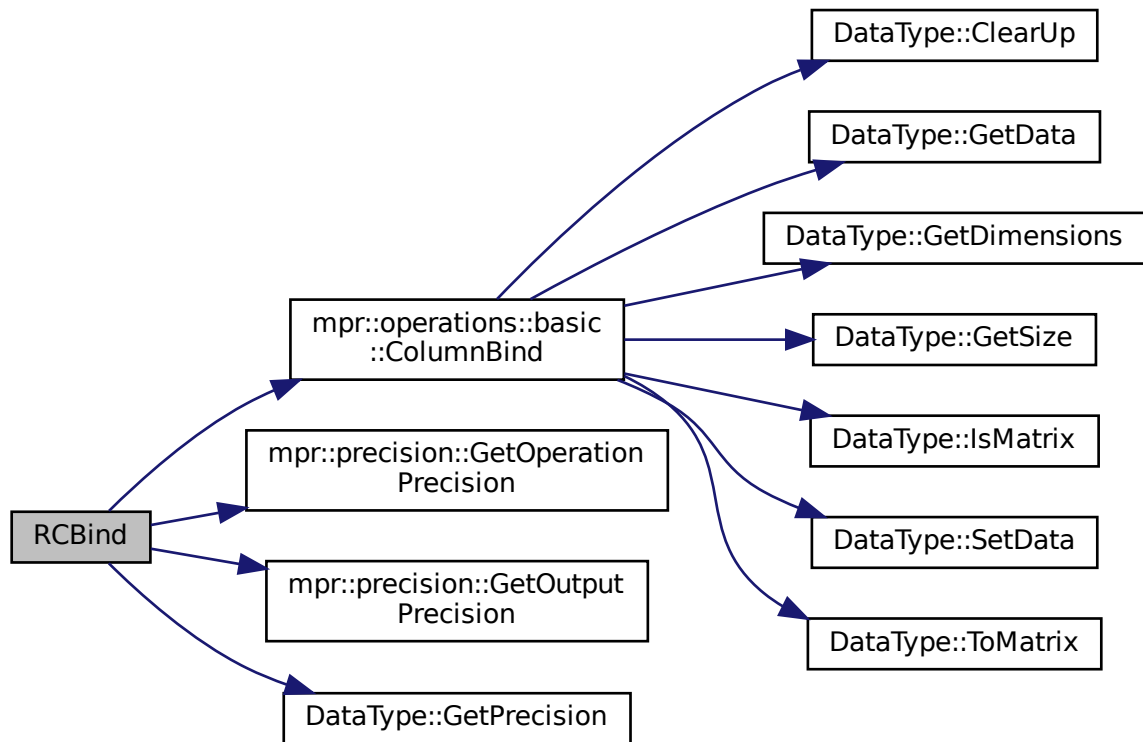 RCBind
mpr::operations::basic
::ColumnBind
mpr::precision::GetOperation
Precision
mpr::precision::GetOutput
Precision
DataType::GetPrecision
DataType::ClearUp
DataType::GetData
DataType::GetDimensions
DataType::GetSize
DataType::IsMatrix
DataType::SetData
DataType::ToMatrix